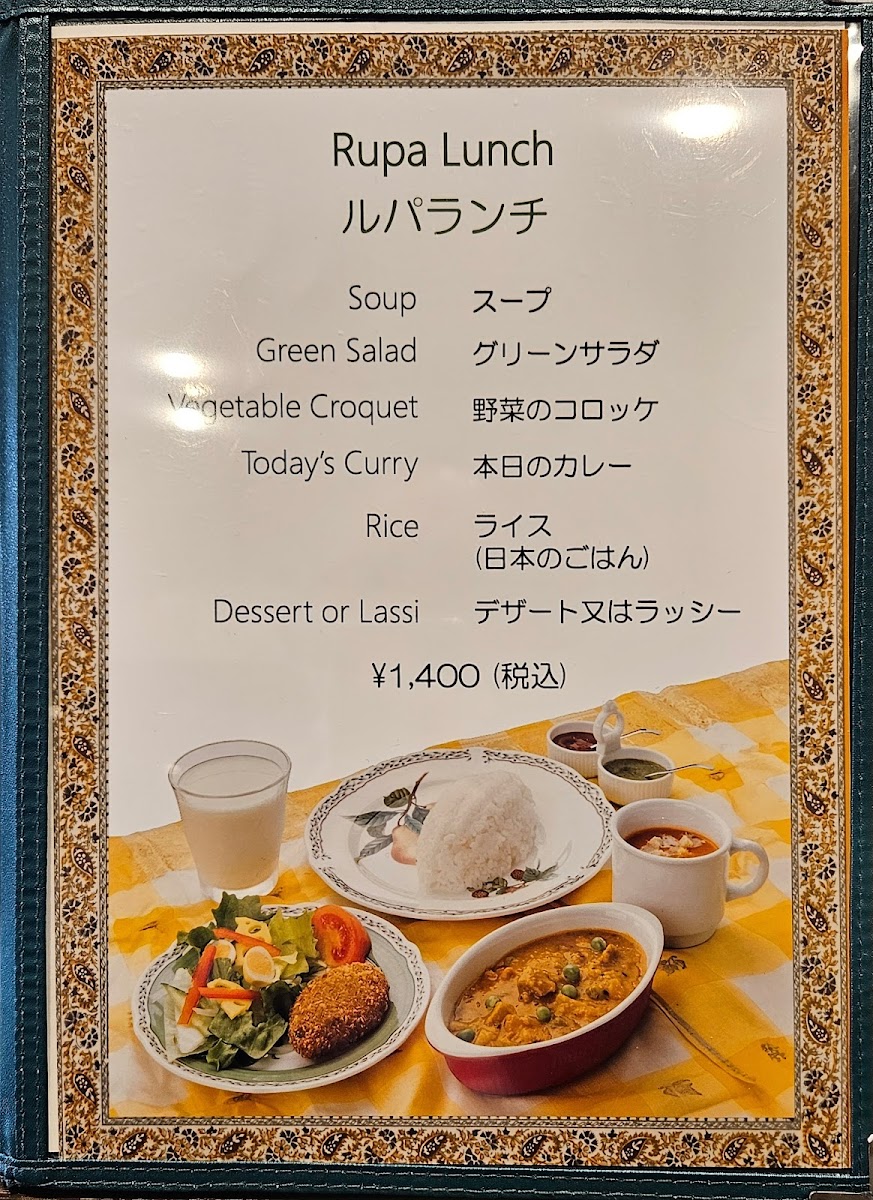 Rupa Lunch
ルパランチ
Soup スープ
Green Salad グリーンサラダ
Vegetable Croquet 野菜のコロッケ
Today's Curry 本日のカレー
Rice ライス
(日本のごはん)
Dessert or Lassi デザート又はラッシー
¥1,400 (税込)